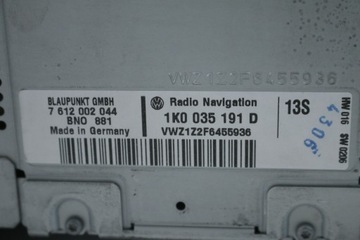 VWZ1Z2F6455936
BLAUPUNKT GMBH
7 612 002 044
BNO 881
Made in Germany
Radio Navigation
1K0 035 191 D
VWZ1Z2F6455936
13S
4306
HW 016 SW 0206